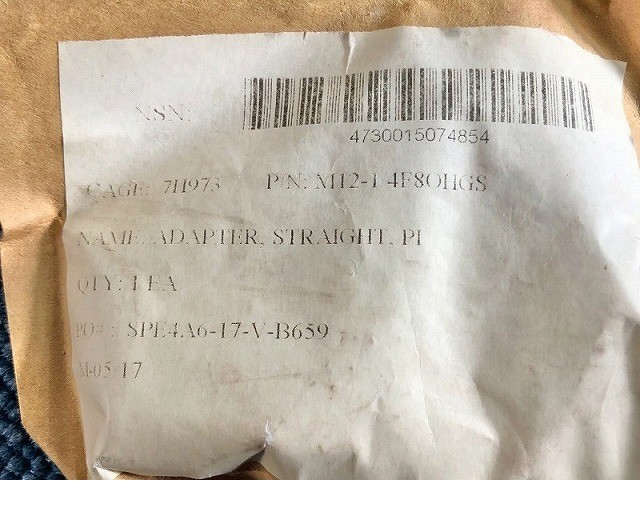 NSN:
4730015074854
CAGE: 7H973 P/N: M12-1 4F8OHGS
NAME: ADAPTER, STRAIGHT, PI
QTY: 1 EA
PO# : SPE4A6-17-V-B659
M-05 17